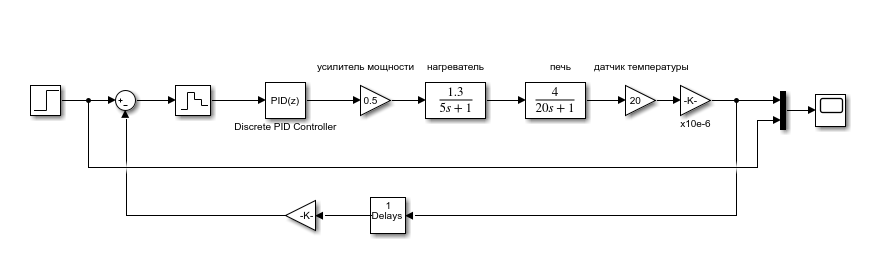 усилитель мощности нагреватель печь датчик температуры
+
-
PID(z)
0.5
1.3
5s + 1
4
20s + 1
20
-K-
Discrete PID Controller
x10e-6
1
Delays
-K-